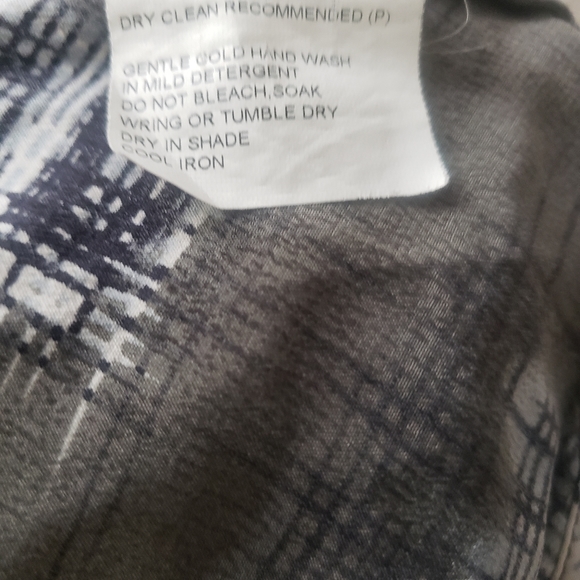 DRY CLEAN RECOMMENDED (P)
GENTLE COLD HAND WASH
IN MILD DETERGENT
DO NOT BLEACH,SOAK
WRING OR TUMBLE DRY
DRY IN SHADE
COOL IRON